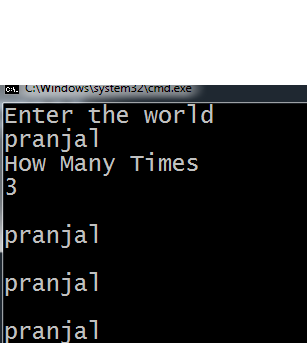 C:\Windows\system32\cmd.exe
Enter the world
pranjal
How Many Times
3
pranjal
pranjal
pranjal